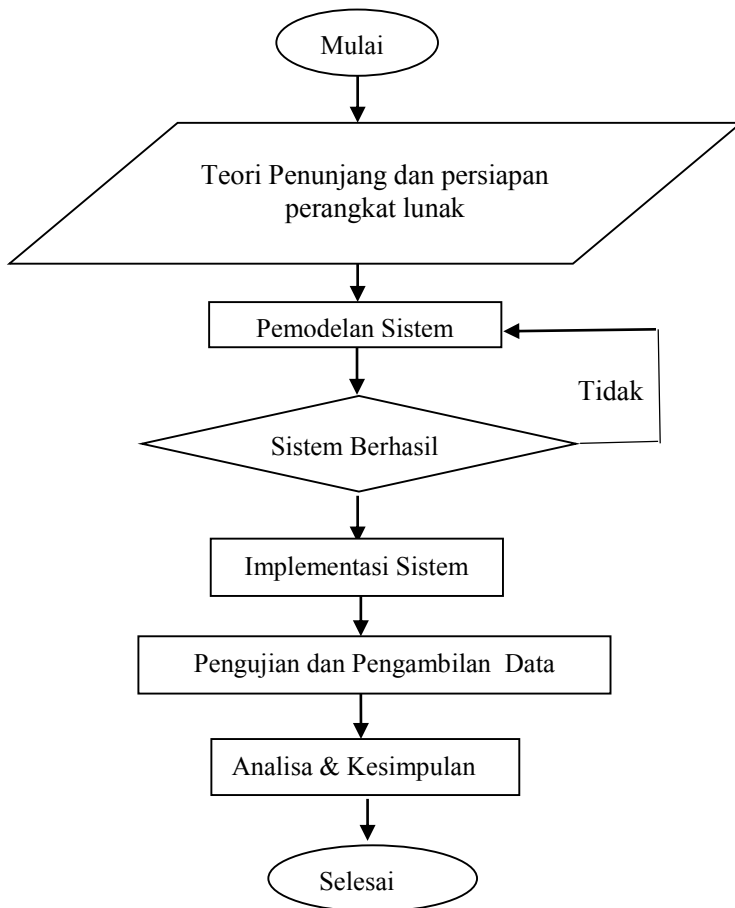 Mulai
Teori Penunjang dan persiapan
perangkat lunak
Pemodelan Sistem
Tidak
Sistem Berhasil
Implementasi Sistem
Pengujian dan Pengambilan Data
Analisa & Kesimpulan
Selesai